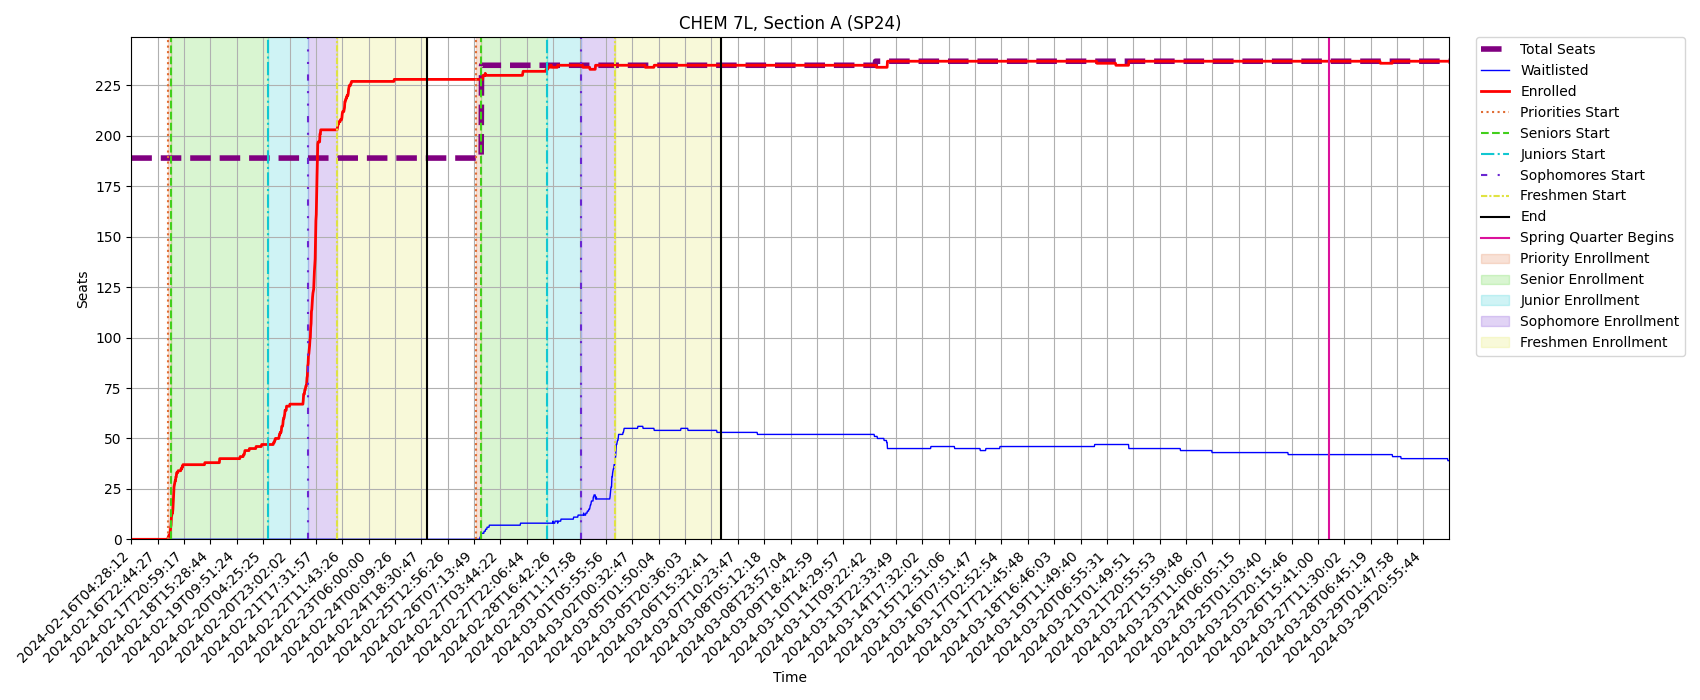 CHEM 7L, Section A (SP24)
Seats
225
200
175
150
125
100
75
50
25
0
2024-02-16T04:28:12
2024-02-16T22:44:27
2024-02-17T20:59:17
2024-02-18T15:28:44
2024-02-19T09:51:24
2024-02-20T04:25:25
2024-02-20T23:02:02
2024-02-21T17:31:57
2024-02-22T11:43:26
2024-02-23T06:00:00
2024-02-24T00:09:26
2024-02-24T18:30:47
2024-02-25T12:56:26
2024-02-26T07:13:49
2024-02-27T03:44:22
2024-02-27T22:06:44
2024-02-28T16:42:26
2024-02-29T11:17:58
2024-03-01T05:55:56
2024-03-02T00:32:47
2024-03-05T01:50:04
2024-03-05T20:36:03
2024-03-06T15:32:41
2024-03-07T10:23:47
2024-03-08T05:12:18
2024-03-08T23:57:04
2024-03-09T18:42:59
2024-03-10T14:29:57
2024-03-11T09:22:42
2024-03-13T22:33:49
2024-03-14T17:32:02
2024-03-15T12:51:06
2024-03-16T07:51:47
2024-03-17T02:52:54
2024-03-17T21:45:48
2024-03-18T16:46:03
2024-03-19T11:49:40
2024-03-20T06:55:31
2024-03-21T01:49:51
2024-03-21T20:55:53
2024-03-22T15:59:48
2024-03-23T11:06:07
2024-03-24T06:05:15
2024-03-25T01:03:40
2024-03-25T20:15:46
2024-03-26T15:41:00
2024-03-27T11:30:02
2024-03-28T06:45:19
2024-03-29T01:47:58
2024-03-29T20:55:44
Time
Total Seats
Waitlisted
Enrolled
Priorities Start
Seniors Start
Juniors Start
Sophomores Start
Freshmen Start
End
Spring Quarter Begins
Priority Enrollment
Senior Enrollment
Junior Enrollment
Sophomore Enrollment
Freshmen Enrollment